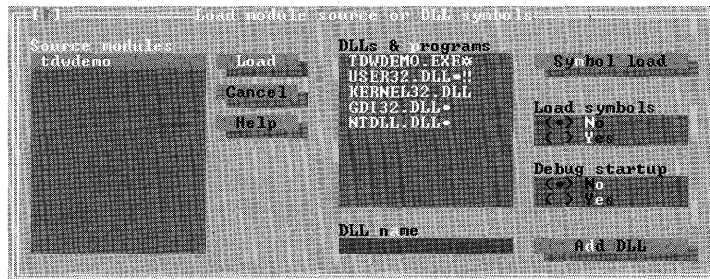 Load module source or DLL symbols
Source modules
tdwdemo
Load
Cancel
Help
DLLs & programs
TDWDEMO.EXE☼
USER32.DLL•‼
KERNEL32.DLL
GDI32.DLL•
NTDLL.DLL•
DLL name
Symbol load
Load symbols
(•) No
( ) Yes
Debug startup
(•) No
( ) Yes
Add DLL